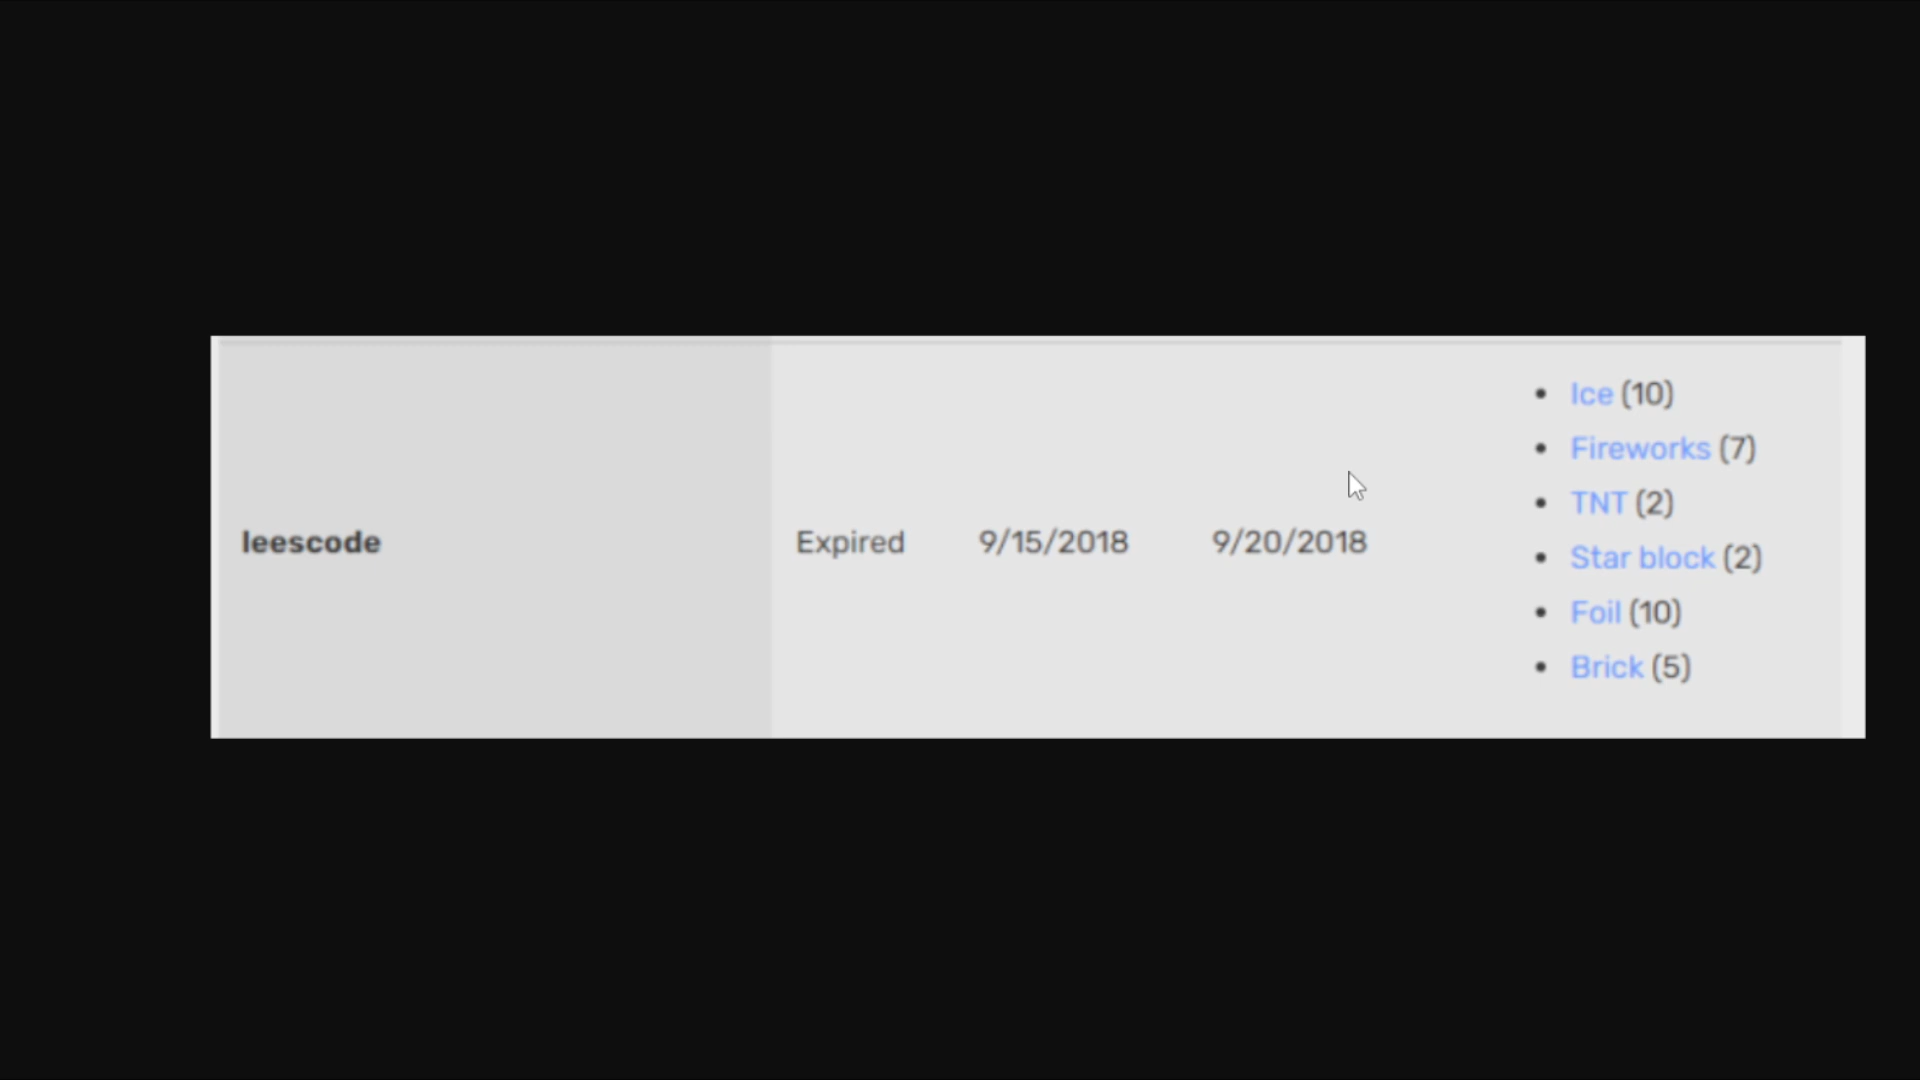 leescode
Expired
9/15/2018
9/20/2018
• Ice (10)
• Fireworks (7)
• TNT (2)
• Star block (2)
• Foil (10)
• Brick (5)